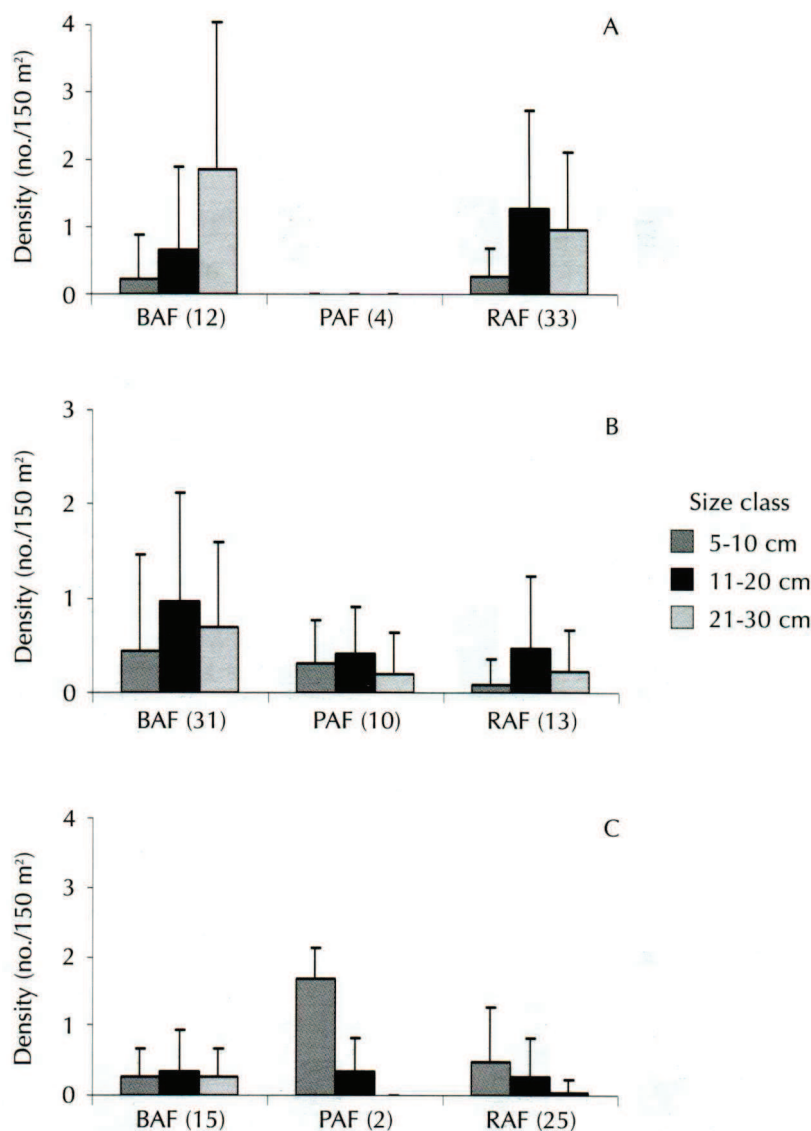 A
Density (no./150 m²)
4
3
2
1
0
BAF (12) PAF (4) RAF (33)
B
Density (no./150 m²)
3
2
1
0
BAF (31) PAF (10) RAF (13)
Size class
5-10 cm
11-20 cm
21-30 cm
C
Density (no./150 m²)
4
3
2
1
0
BAF (15) PAF (2) RAF (25)